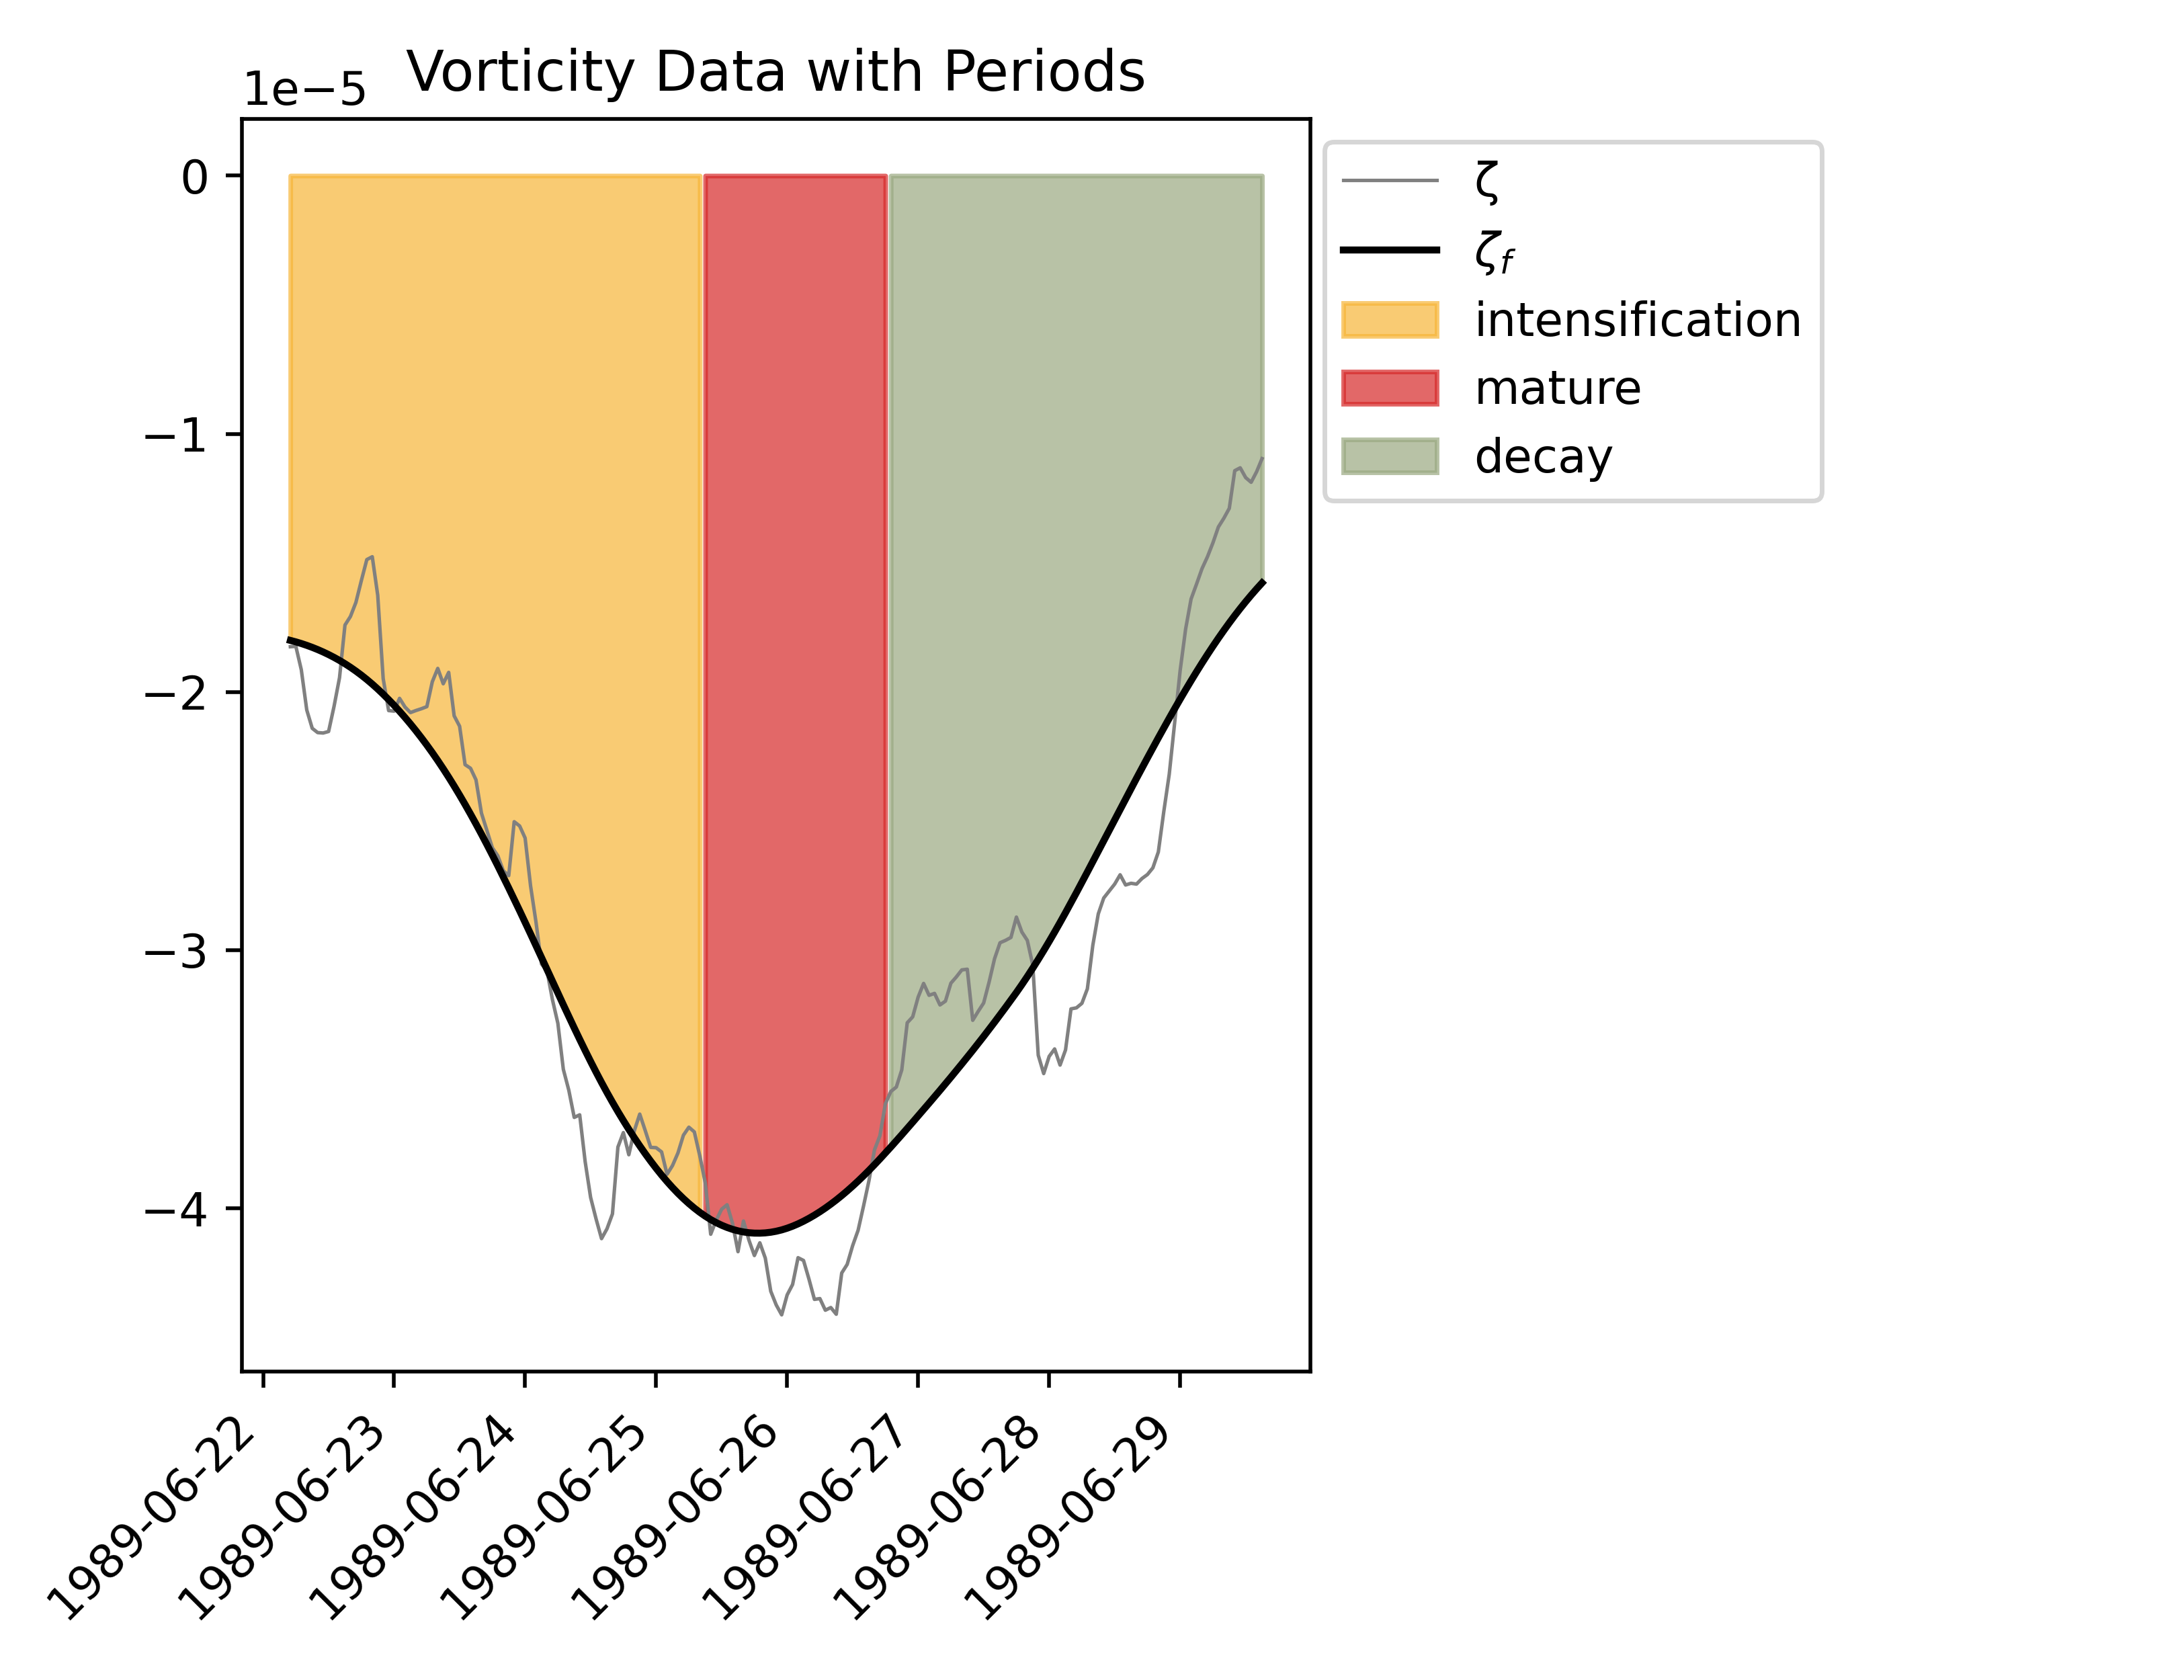 Vorticity Data with Periods
1e−5
0
−1
−2
−3
−4
1989-06-22
1989-06-23
1989-06-24
1989-06-25
1989-06-26
1989-06-27
1989-06-28
1989-06-29
ζ
ζf
intensification
mature
decay